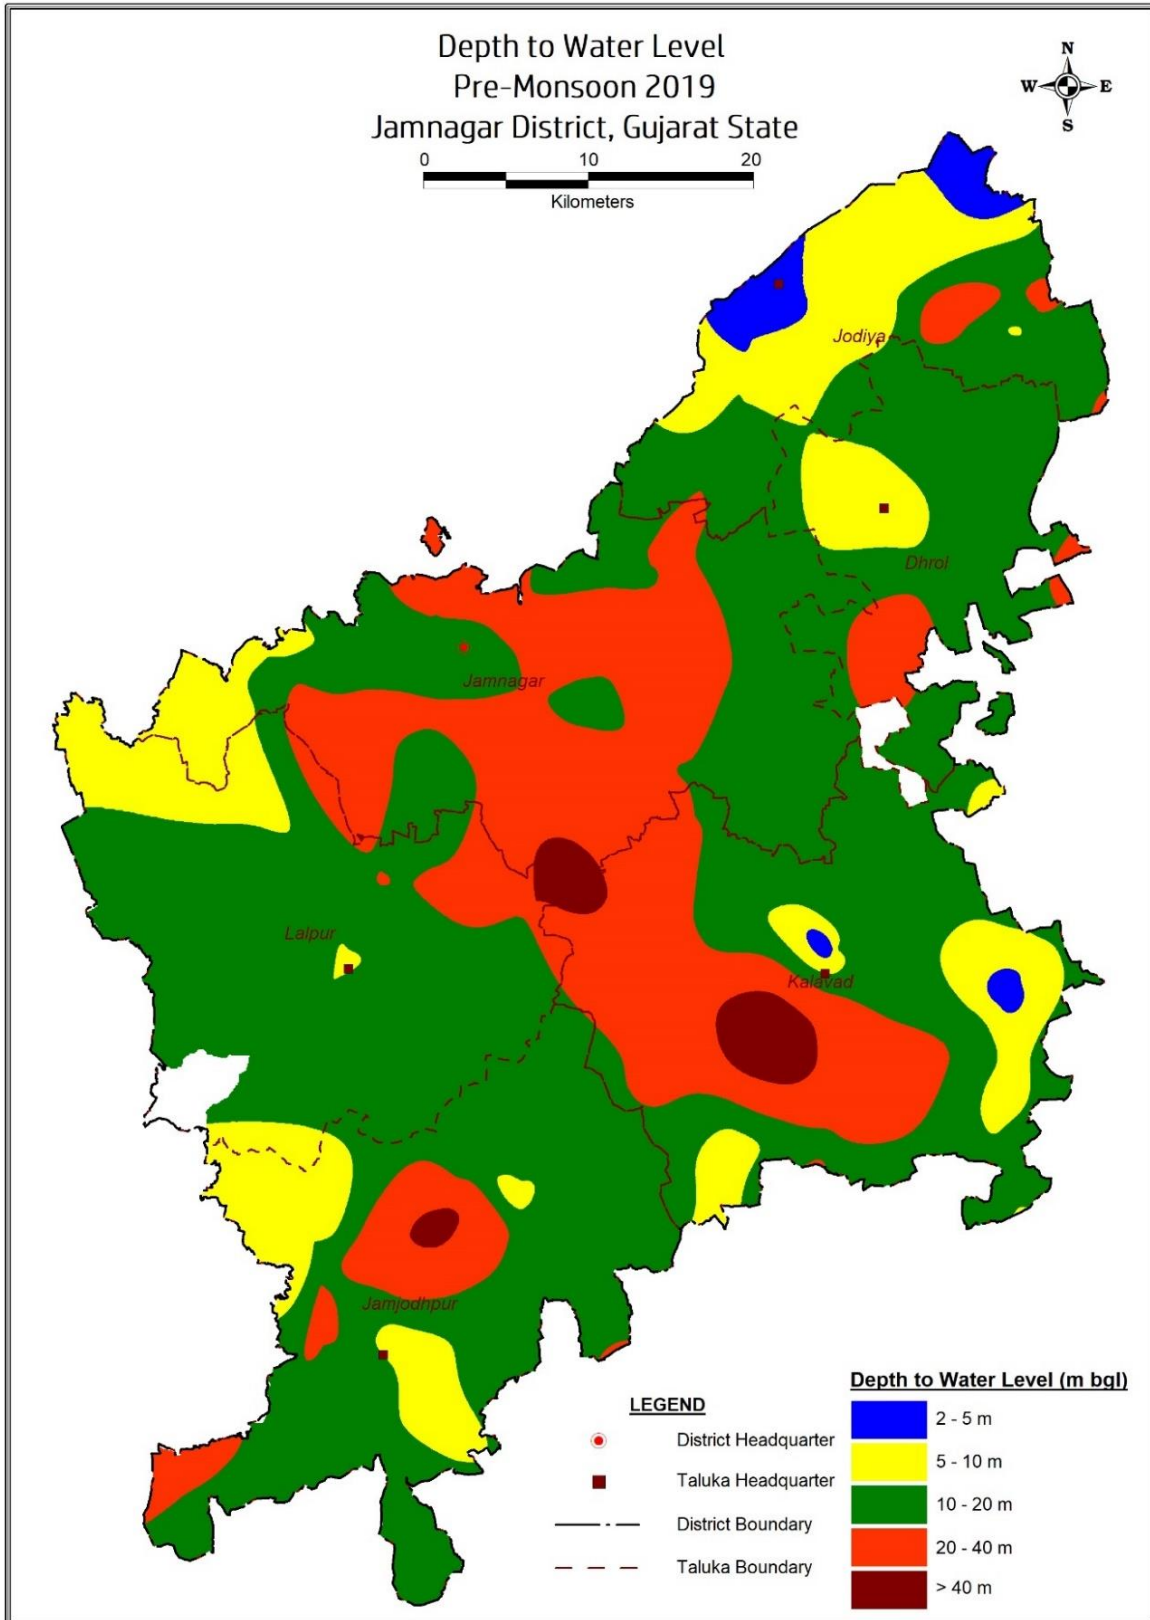 Depth to Water Level
Pre-Monsoon 2019
Jamnagar District, Gujarat State
N
W E
S
0 10 20
Kilometers
Jodiya
Dhrol
Jamnagar
Lalpur
Kalavad
Jamjodhpur
LEGEND
District Headquarter
Taluka Headquarter
District Boundary
Taluka Boundary
Depth to Water Level (m bgl)
2 - 5 m
5 - 10 m
10 - 20 m
20 - 40 m
> 40 m